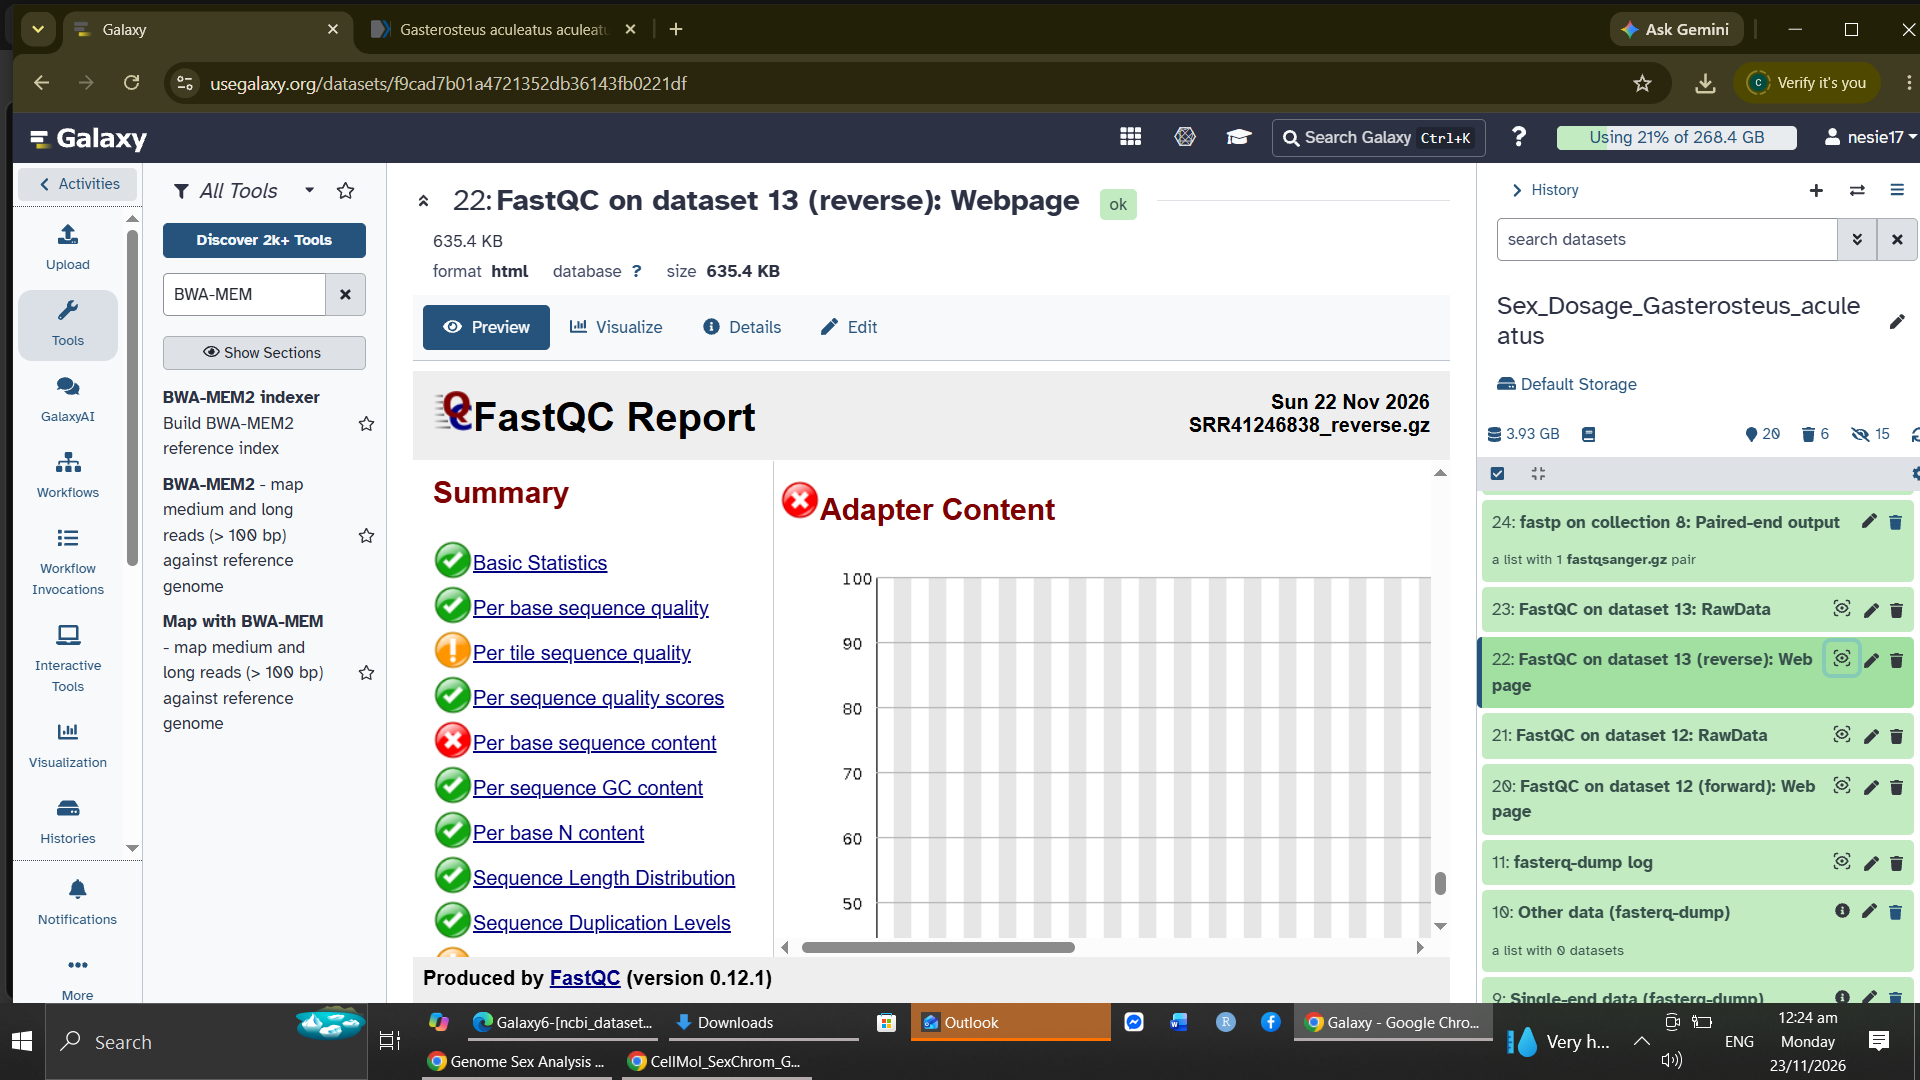 Galaxy
Gasterosteus aculeatus aculeatu
Ask Gemini
usegalaxy.org/datasets/f9cad7b01a4721352db36143fb0221df
Verify it's you
Galaxy
Search Galaxy Ctrl+K
Using 21% of 268.4 GB
nesie17
Activities
Upload
Tools
GalaxyAI
Workflows
Workflow
Invocations
Interactive
Tools
Visualization
Histories
Notifications
More
All Tools
Discover 2k+ Tools
BWA-MEM
Show Sections
BWA-MEM2 indexer
Build BWA-MEM2
reference index
BWA-MEM2 - map
medium and long
reads (> 100 bp)
against reference
genome
Map with BWA-MEM
- map medium and
long reads (> 100 bp)
against reference
genome
22: FastQC on dataset 13 (reverse): Webpage ok
635.4 KB
format html database ? size 635.4 KB
Preview
Visualize
Details
Edit
FastQC Report
Sun 22 Nov 2026
SRR41246838_reverse.gz
Summary
Basic Statistics
Per base sequence quality
Per tile sequence quality
Per sequence quality scores
Per base sequence content
Per sequence GC content
Per base N content
Sequence Length Distribution
Sequence Duplication Levels
Adapter Content
100
90
80
70
60
50
Produced by FastQC (version 0.12.1)
History
search datasets
Sex_Dosage_Gasterosteus_acule
atus
Default Storage
3.93 GB
20
6
15
24: fastp on collection 8: Paired-end output
a list with 1 fastqsanger.gz pair
23: FastQC on dataset 13: RawData
22: FastQC on dataset 13 (reverse): Web
page
21: FastQC on dataset 12: RawData
20: FastQC on dataset 12 (forward): Web
page
11: fasterq-dump log
10: Other data (fasterq-dump)
a list with 0 datasets
9: Single-end data (fasterq-dump)
Search
Galaxy6-[ncbi_dataset...
Downloads
Outlook
Galaxy - Google Chro...
Genome Sex Analysis ...
CellMol_SexChrom_G...
Very h...
ENG
12:24 am
Monday
23/11/2026